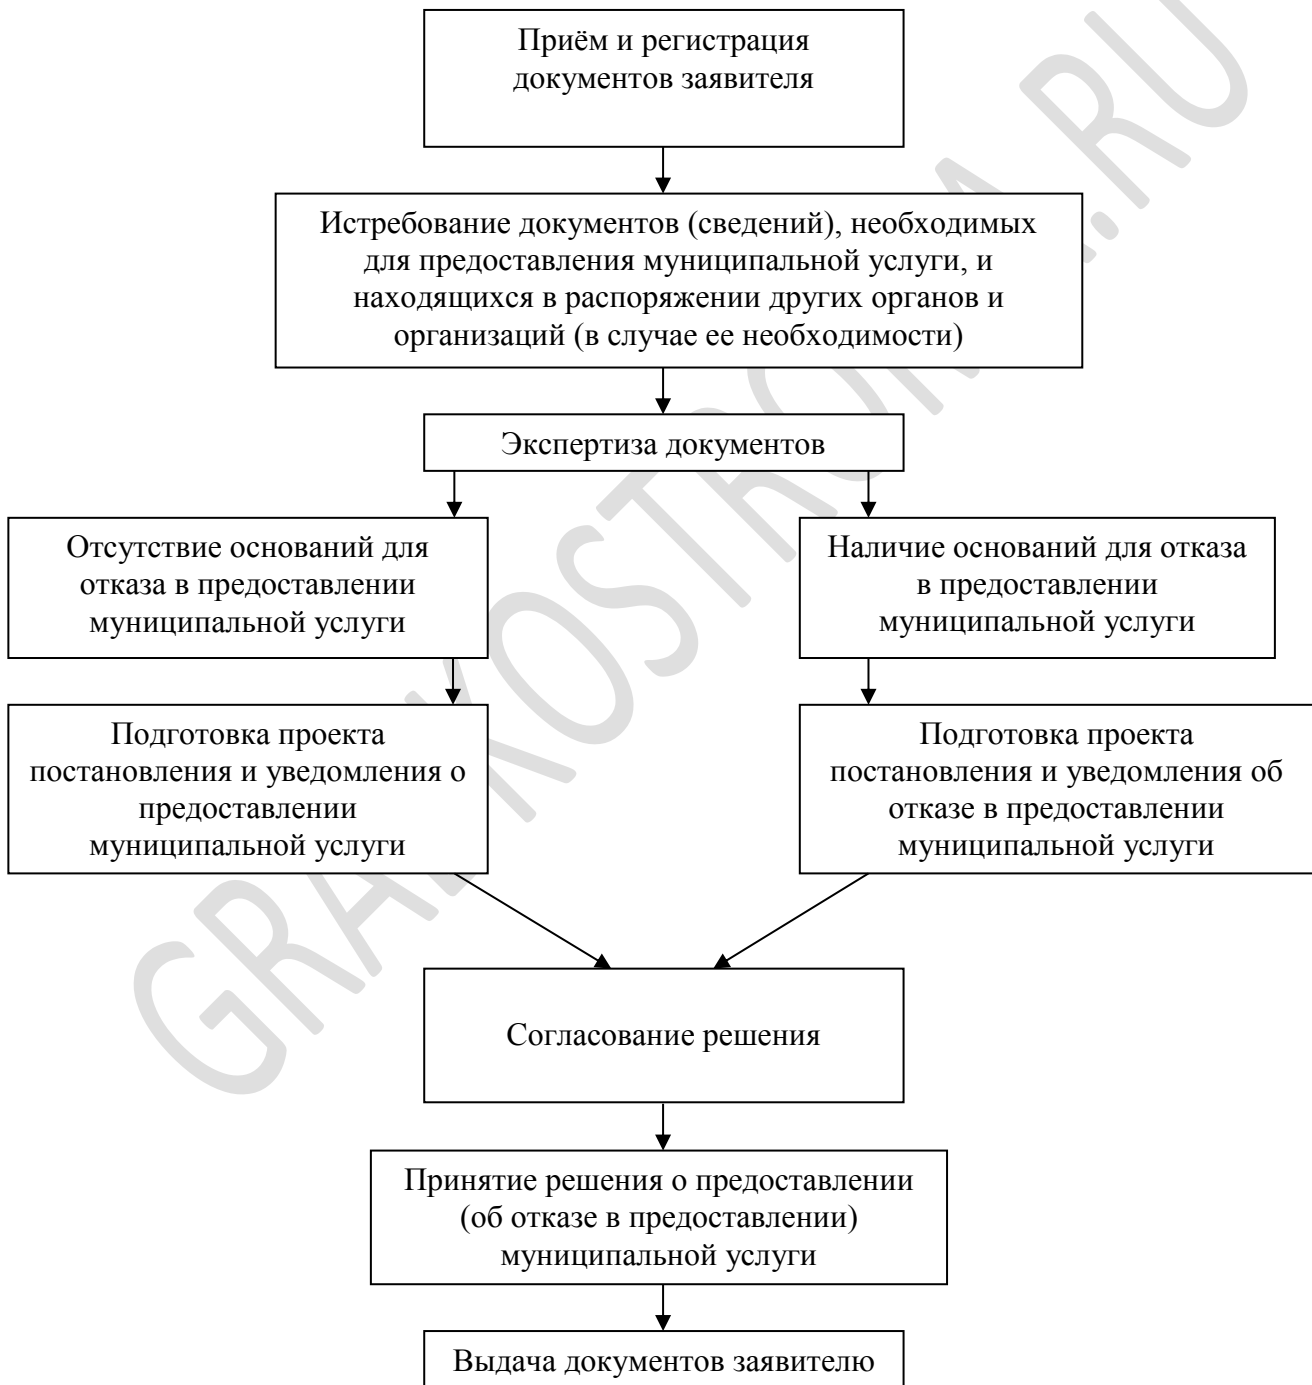 Приём и регистрация
документов заявителя
Истребование документов (сведений), необходимых
для предоставления муниципальной услуги, и
находящихся в распоряжении других органов и
организаций (в случае ее необходимости)
Экспертиза документов
Отсутствие оснований для
отказа в предоставлении
муниципальной услуги
Наличие оснований для отказа
в предоставлении
муниципальной услуги
Подготовка проекта
постановления и уведомления о
предоставлении
муниципальной услуги
Подготовка проекта
постановления и уведомления об
отказе в предоставлении
муниципальной услуги
Согласование решения
Принятие решения о предоставлении
(об отказе в предоставлении)
муниципальной услуги
Выдача документов заявителю